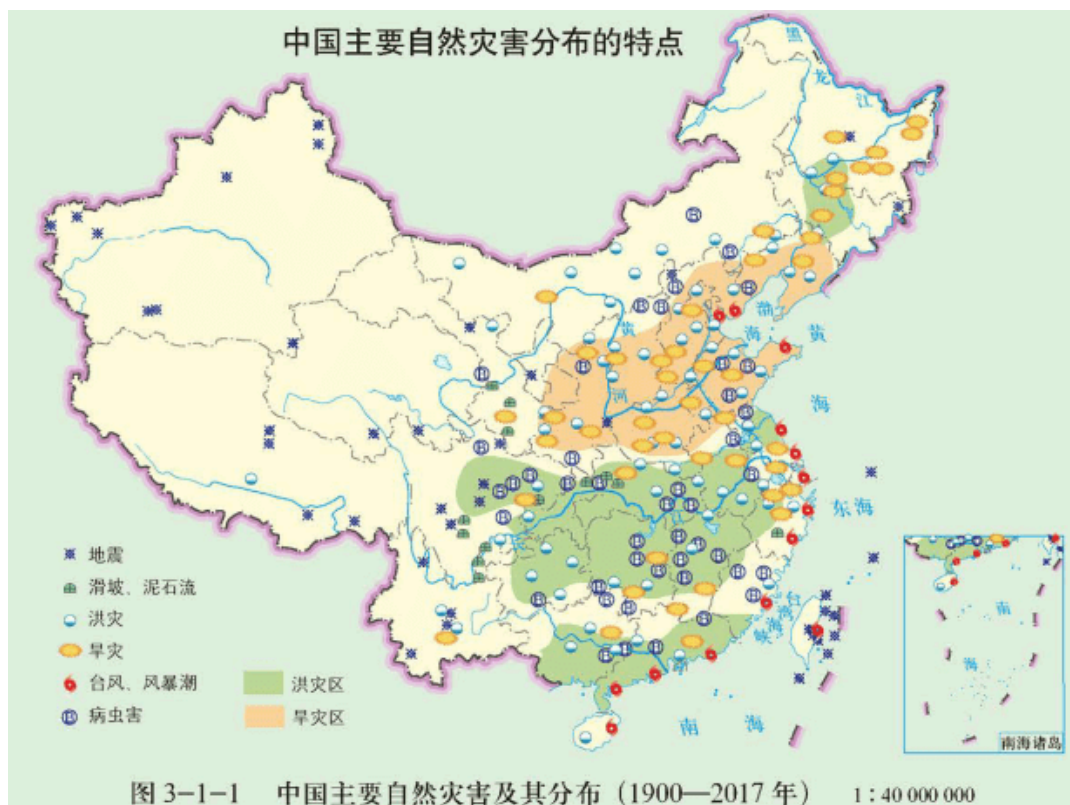 中国主要自然灾害分布的特点
黑
龙
江
渤
海
黄
海
黄
河
东海
台
湾
海
峡
南 海
地震
滑坡、泥石流
洪灾
旱灾
台风、风暴潮
病虫害
洪灾区
旱灾区
南
海
南海诸岛
图 3-1-1 中国主要自然灾害及其分布（1900—2017 年） 1：40 000 000